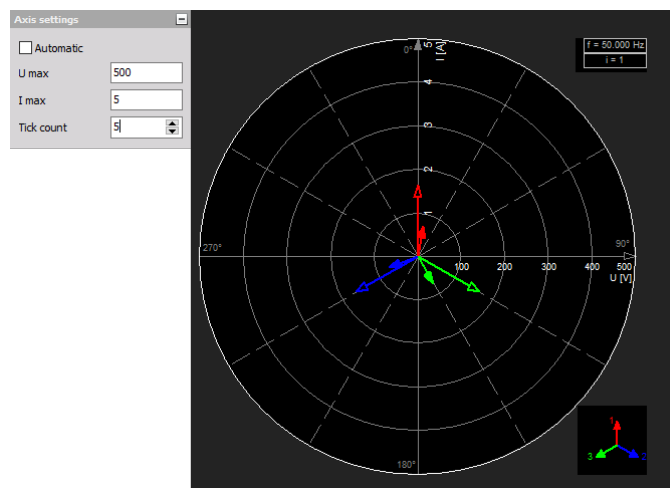 Axis settings
Automatic
U max 500
I max 5
Tick count 5
0°
5
I [A]
4
3
2
1
f = 50.000 Hz
i = 1
270°
90°
100 200 300 400 500
U [V]
180°
1
3 2